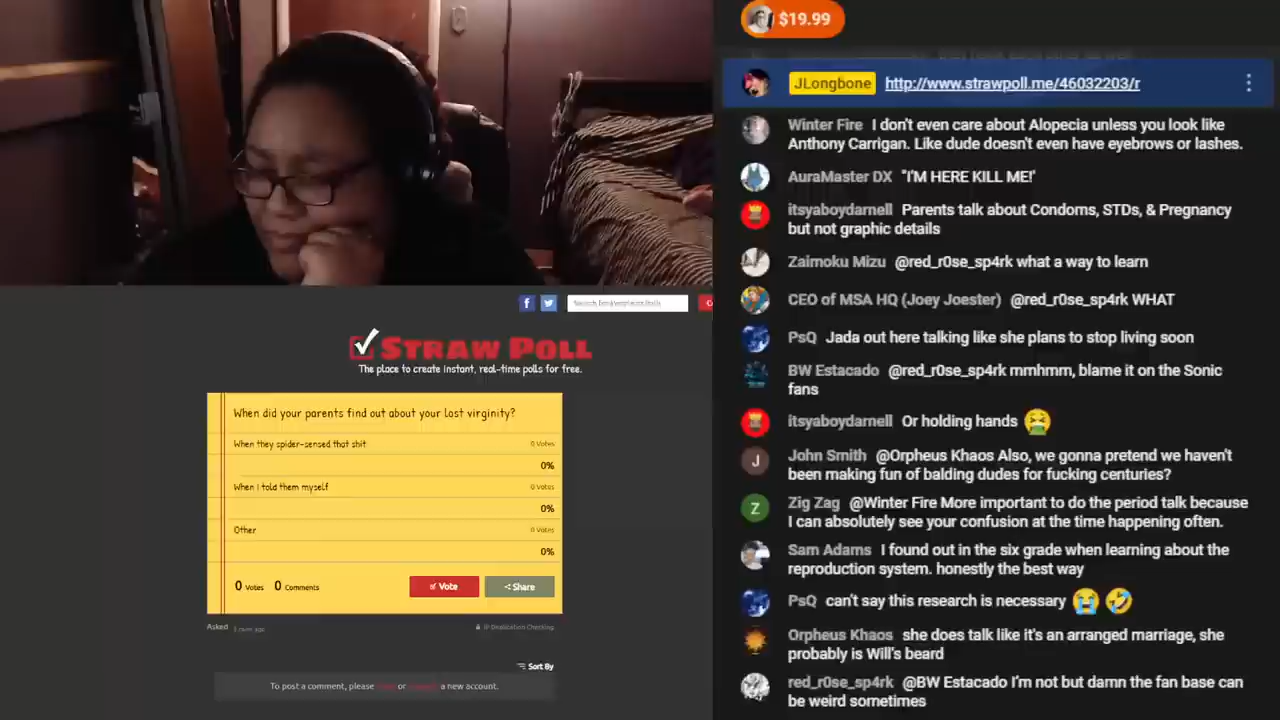 $19.99
JLongbone http://www.strawpoll.me/46032203/r
Winter Fire I don't even care about Alopecia unless you look like
Anthony Carrigan. Like dude doesn't even have eyebrows or lashes.
AuraMaster DX "I'M HERE KILL ME!'
itsyaboydarnell Parents talk about Condoms, STDs, & Pregnancy
but not graphic details
Zaimoku Mizu @red_r0se_sp4rk what a way to learn
CEO of MSA HQ (Joey Joester) @red_r0se_sp4rk WHAT
PsQ Jada out here talking like she plans to stop living soon
BW Estacado @red_r0se_sp4rk mmhmm, blame it on the Sonic
fans
itsyaboydarnell Or holding hands 🤮
J John Smith @Orpheus Khaos Also, we gonna pretend we haven't
been making fun of balding dudes for fucking centuries?
Z Zig Zag @Winter Fire More important to do the period talk because
I can absolutely see your confusion at the time happening often.
Sam Adams I found out in the six grade when learning about the
reproduction system. honestly the best way
PsQ can't say this research is necessary 😭 🤣
Orpheus Khaos she does talk like it's an arranged marriage, she
probably is Will's beard
red_r0se_sp4rk @BW Estacado I'm not but damn the fan base can
be weird sometimes
STRAW POLL
The place to create instant, real-time polls for free.
When did your parents find out about your lost virginity?
When they spider-sensed that shit 0 Votes
0%
When I told them myself 0 Votes
0%
Other 0 Votes
0%
0 Votes 0 Comments Vote Share
Asked
IP Duplication Checking.
Sort By
To post a comment, please or a new account.